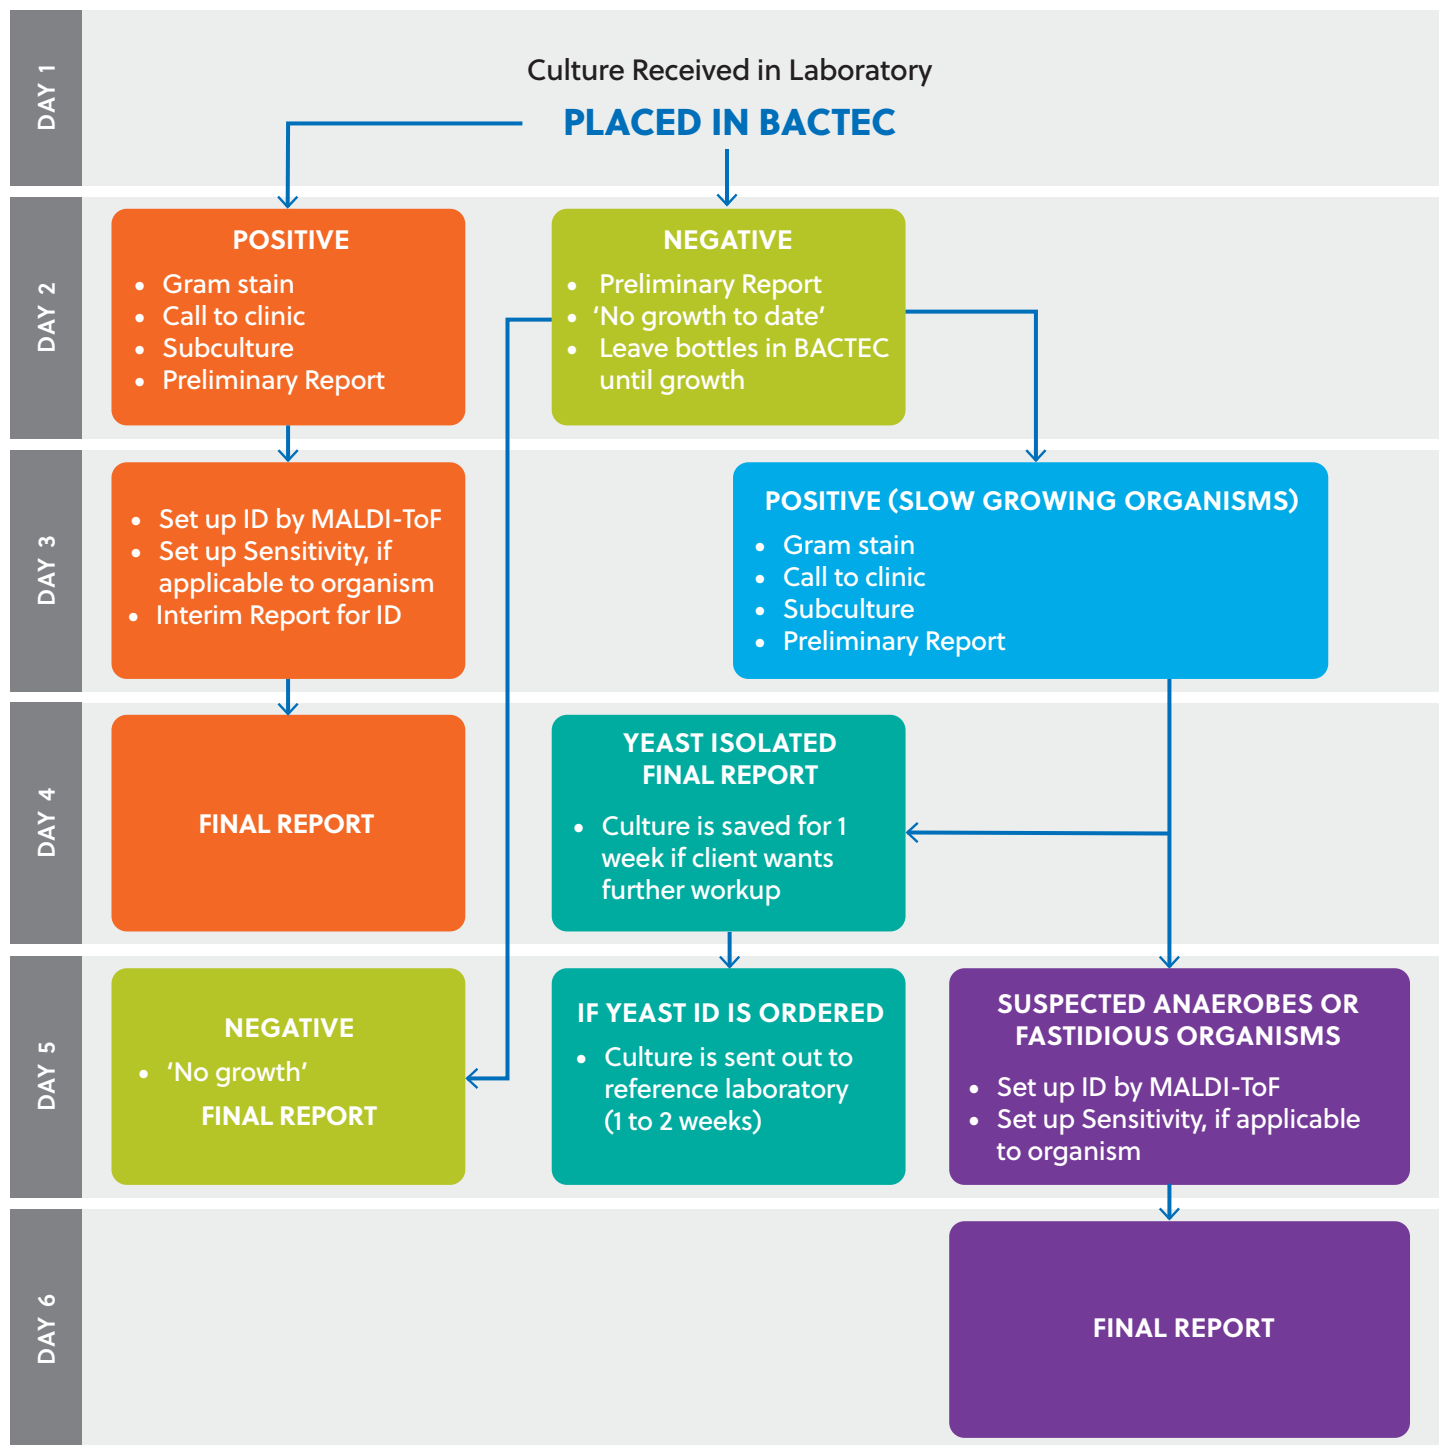 DAY 1
Culture Received in Laboratory
PLACED IN BACTEC
DAY 2
POSITIVE
• Gram stain
• Call to clinic
• Subculture
• Preliminary Report
NEGATIVE
• Preliminary Report
• ‘No growth to date’
• Leave bottles in BACTEC
until growth
DAY 3
• Set up ID by MALDI-ToF
• Set up Sensitivity, if
applicable to organism
• Interim Report for ID
POSITIVE (SLOW GROWING ORGANISMS)
• Gram stain
• Call to clinic
• Subculture
• Preliminary Report
DAY 4
FINAL REPORT
YEAST ISOLATED
FINAL REPORT
• Culture is saved for 1
week if client wants
further workup
DAY 5
NEGATIVE
• ‘No growth’
FINAL REPORT
IF YEAST ID IS ORDERED
• Culture is sent out to
reference laboratory
(1 to 2 weeks)
SUSPECTED ANAEROBES OR
FASTIDIOUS ORGANISMS
• Set up ID by MALDI-ToF
• Set up Sensitivity, if applicable
to organism
DAY 6
FINAL REPORT